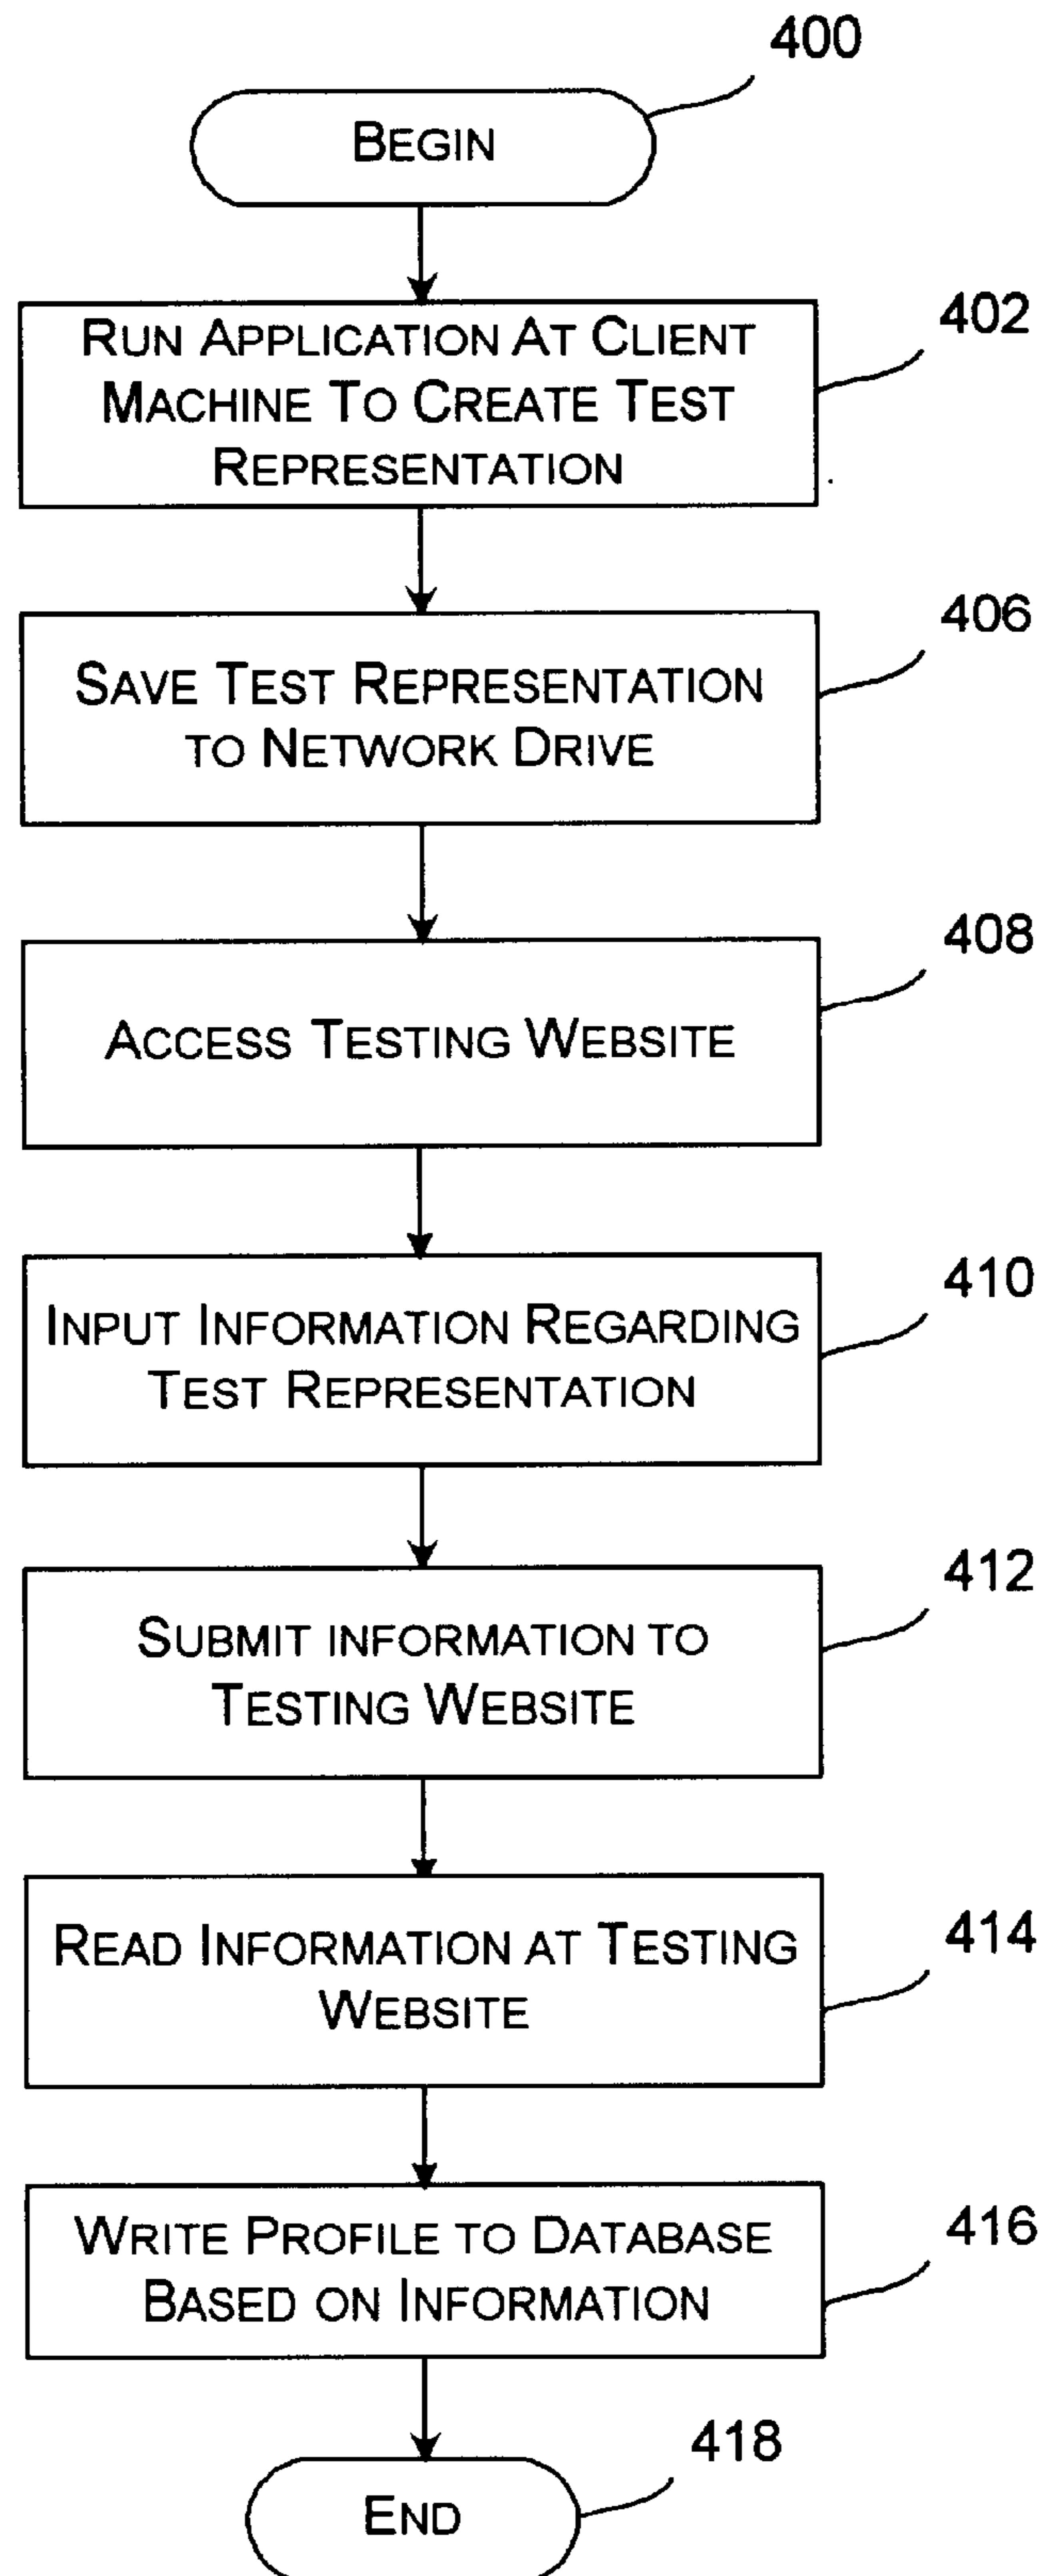 400
BEGIN
402
RUN APPLICATION AT CLIENT
MACHINE TO CREATE TEST
REPRESENTATION
406
SAVE TEST REPRESENTATION
TO NETWORK DRIVE
408
ACCESS TESTING WEBSITE
410
INPUT INFORMATION REGARDING
TEST REPRESENTATION
412
SUBMIT INFORMATION TO
TESTING WEBSITE
414
READ INFORMATION AT TESTING
WEBSITE
416
WRITE PROFILE TO DATABASE
BASED ON INFORMATION
418
END